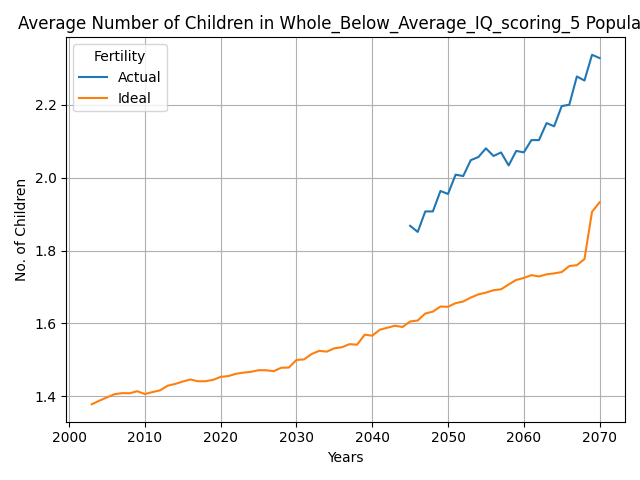 Average Number of Children in Whole_Below_Average_IQ_scoring_5 Popula
Fertility
Actual
Ideal
No. of Children
2.2
2.0
1.8
1.6
1.4
2000 2010 2020 2030 2040 2050 2060 2070
Years